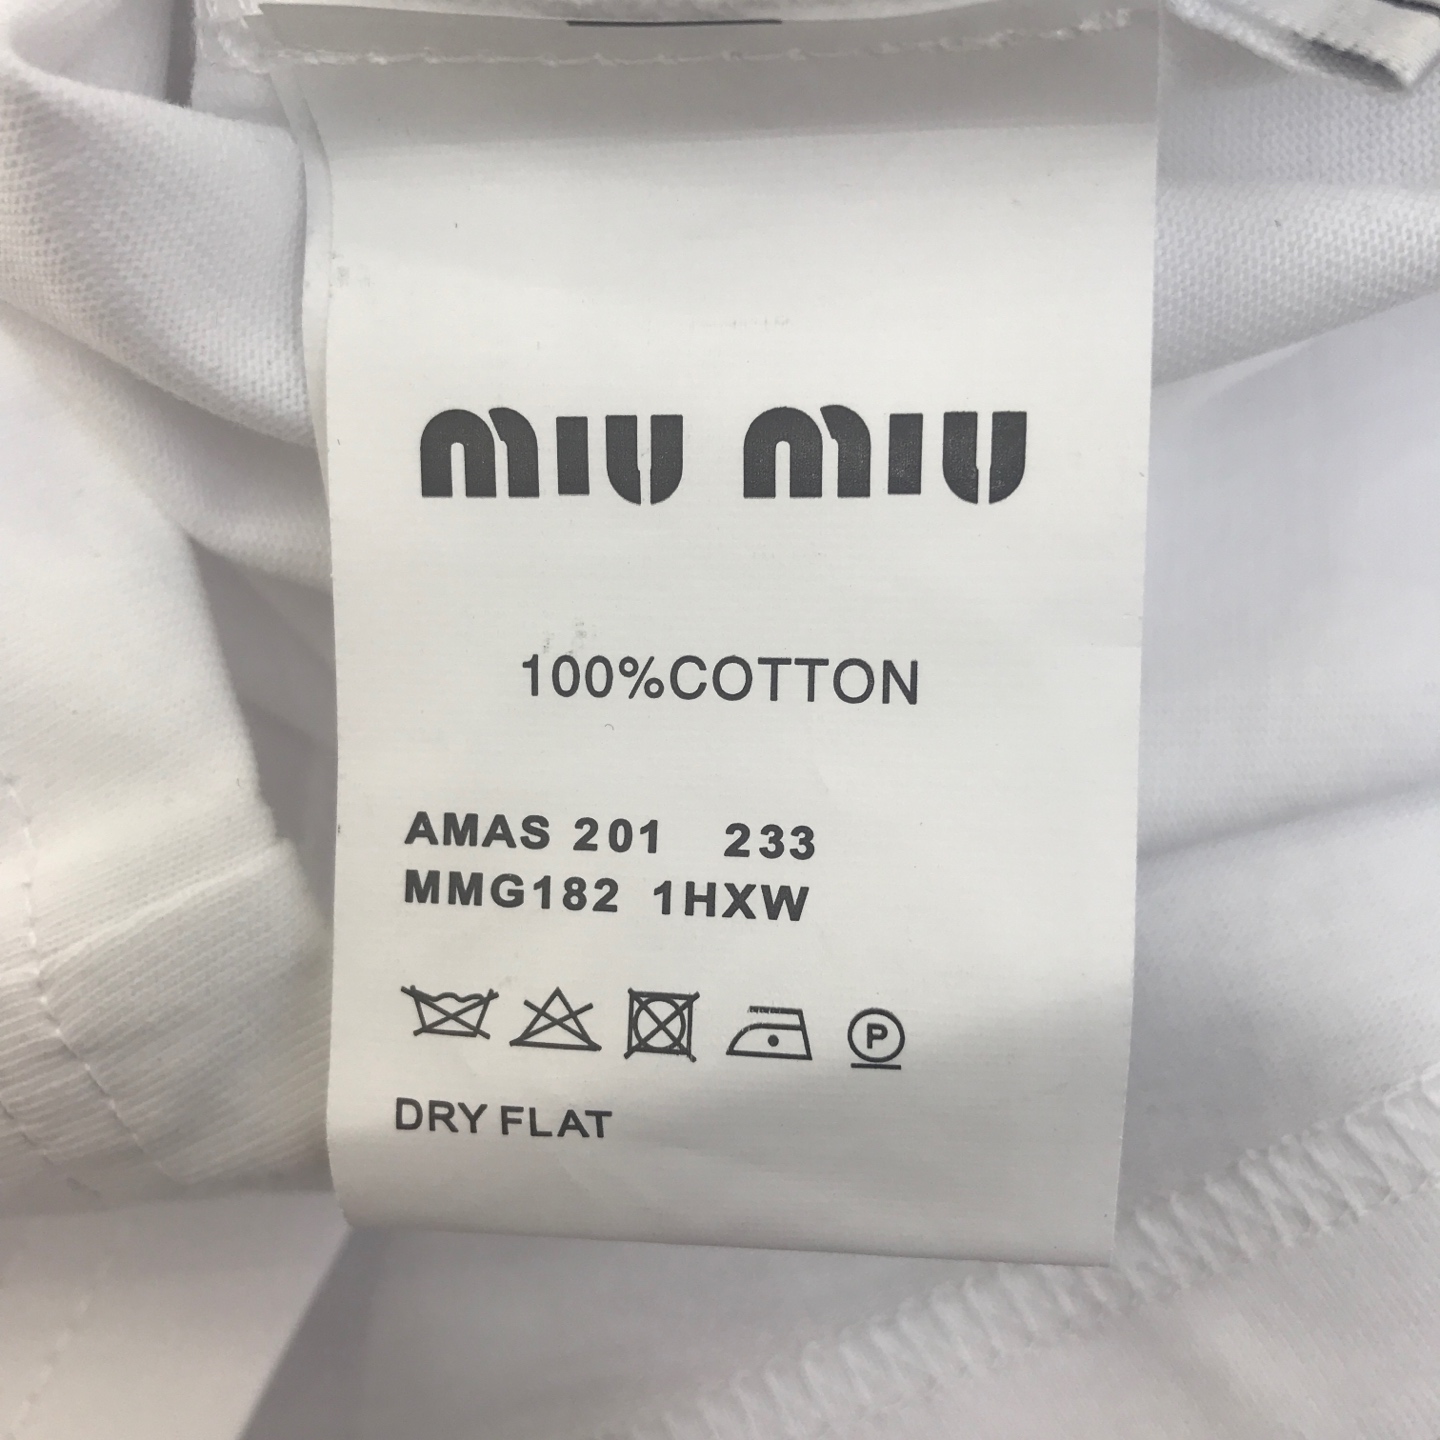 miu miu
100%COTTON
AMAS 201 233
MMG182 1HXW
P
DRY FLAT